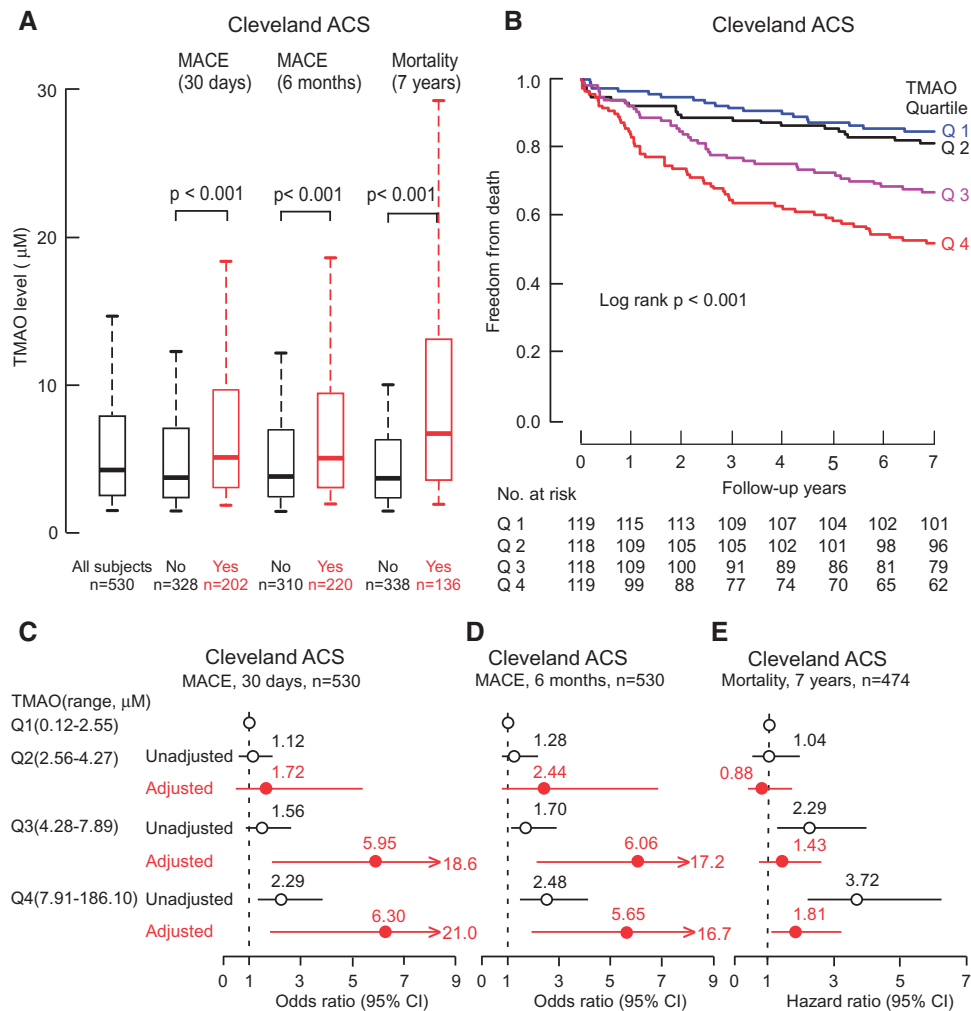 A
Cleveland ACS
MACE
(30 days)
MACE
(6 months)
Mortality
(7 years)
TMAO level ( μM)
30
20
10
0
p < 0.001
p < 0.001
p < 0.001
All subjects
n=530
No
n=328
Yes
n=202
No
n=310
Yes
n=220
No
n=338
Yes
n=136
B
Cleveland ACS
Freedom from death
1.0
0.8
0.6
0.4
0.2
0.0
TMAO
Quartile
Q 1
Q 2
Q 3
Q 4
Log rank p < 0.001
0 1 2 3 4 5 6 7
Follow-up years
No. at risk
Q 1 119 115 113 109 107 104 102 101
Q 2 118 109 105 105 102 101 98 96
Q 3 118 109 100 91 89 86 81 79
Q 4 119 99 88 77 74 70 65 62
C
Cleveland ACS
MACE, 30 days, n=530
TMAO(range, μM)
Q1(0.12-2.55)
Q2(2.56-4.27)
Unadjusted
1.12
Adjusted
1.72
Q3(4.28-7.89)
Unadjusted
1.56
Adjusted
5.95
18.6
Q4(7.91-186.10)
Unadjusted
2.29
Adjusted
6.30
21.0
0 1 3 5 7 9
Odds ratio (95% CI)
D
Cleveland ACS
MACE, 6 months, n=530
1.28
2.44
1.70
6.06
17.2
2.48
5.65
16.7
0 1 3 5 7 9
Odds ratio (95% CI)
E
Cleveland ACS
Mortality, 7 years, n=474
1.04
0.88
2.29
1.43
3.72
1.81
0 1 3 5 7
Hazard ratio (95% CI)